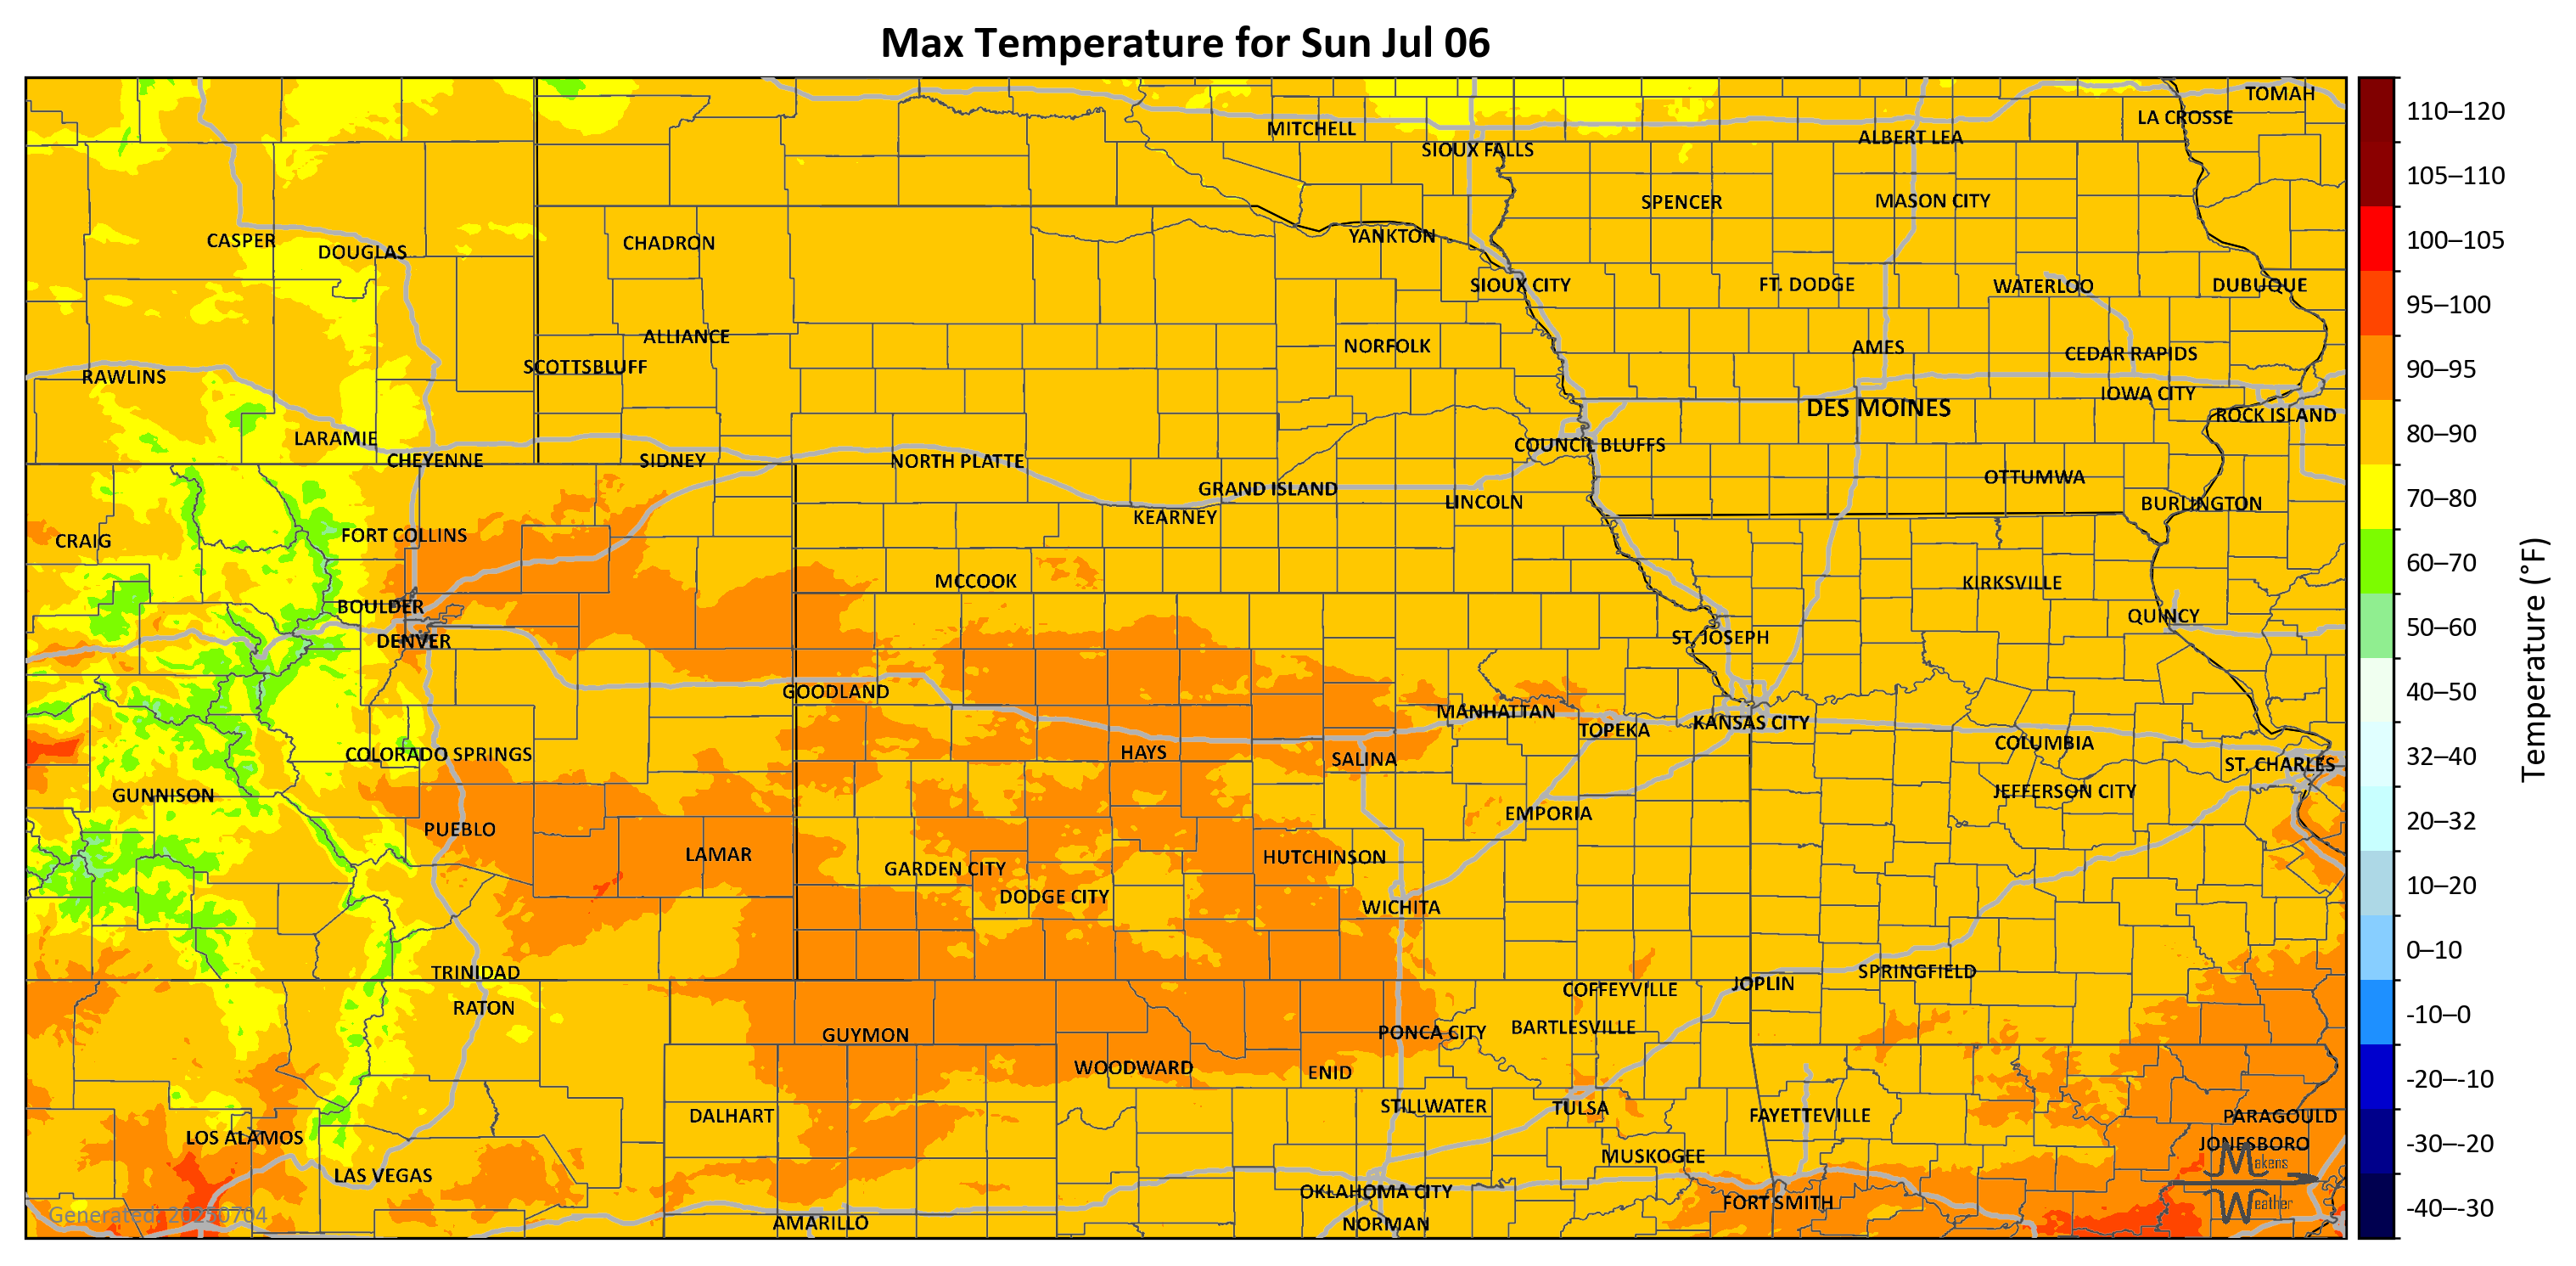 Max Temperature for Sun Jul 06
TOMAH
LA CROSSE
MITCHELL
ALBERT LEA
SIOUX FALLS
SPENCER
MASON CITY
CASPER
DOUGLAS
CHADRON
YANKTON
SIOUX CITY
FT. DODGE
WATERLOO
DUBUQUE
ALLIANCE
NORFOLK
AMES
CEDAR RAPIDS
SCOTTSBLUFF
RAWLINS
IOWA CITY
DES MOINES
ROCK ISLAND
LARAMIE
COUNCIL BLUFFS
CHEYENNE
SIDNEY
NORTH PLATTE
OTTUMWA
GRAND ISLAND
LINCOLN
BURLINGTON
KEARNEY
CRAIG
FORT COLLINS
MCCOOK
KIRKSVILLE
BOULDER
QUINCY
DENVER
ST. JOSEPH
GOODLAND
MANHATTAN
TOPEKA
KANSAS CITY
COLUMBIA
COLORADO SPRINGS
HAYS
SALINA
ST. CHARLES
GUNNISON
JEFFERSON CITY
EMPORIA
PUEBLO
LAMAR
HUTCHINSON
GARDEN CITY
DODGE CITY
WICHITA
TRINIDAD
SPRINGFIELD
JOPLIN
COFFEYVILLE
RATON
GUYMON
PONCA CITY
BARTLESVILLE
WOODWARD
ENID
DALHART
STILLWATER
TULSA
FAYETTEVILLE
PARAGOULD
LOS ALAMOS
JONESBORO
LAS VEGAS
MUSKOGEE
OKLAHOMA CITY
FORT SMITH
AMARILLO
NORMAN
Makens
Weather
Generated: 20250704
110–120
105–110
100–105
95–100
90–95
80–90
70–80
60–70
50–60
40–50
32–40
20–32
10–20
0–10
-10–0
-20–-10
-30–-20
-40–-30
Temperature (°F)